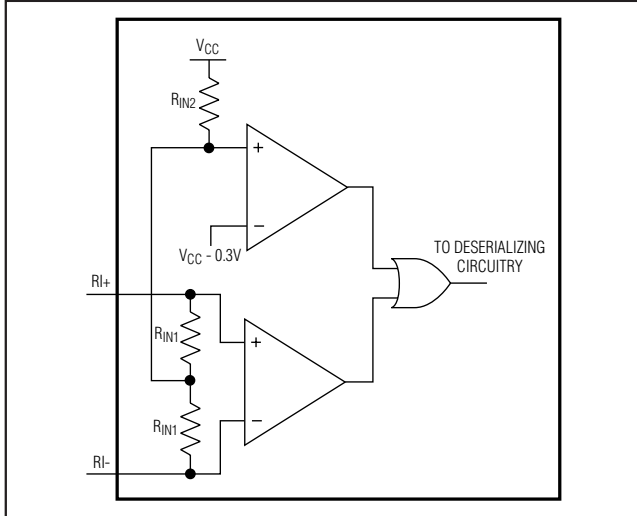 VCC
RIN2
+
−
VCC - 0.3V
TO DESERIALIZING
CIRCUITRY
RI+
RIN1
+
−
RIN1
RI-